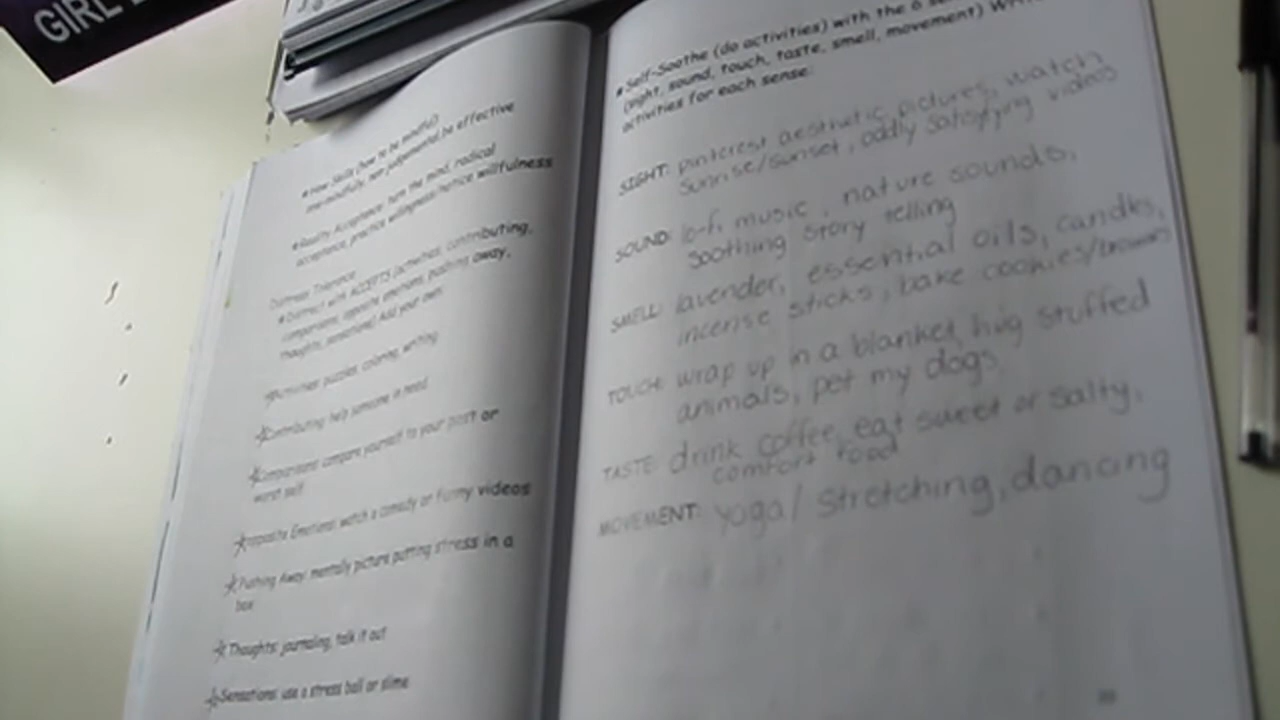 GIRL
* How Skills (how to be mindful)
one-mindfully, non-judgemental, be effective
* Reality Acceptance: turn the mind, radical
acceptance, practice willingness/hence willfulness
Distress Tolerance
* Distract with ACCEPTS (activities, contributing,
comparisons, opposite emotions, pushing away,
thoughts, sensations) Add your own:
Activities: puzzles, coloring, writing
Contributing: help someone in need
Comparisons: compare yourself to your past or
worst self
Opposite Emotions: watch a comedy or funny videos
Pushing Away: mentally picture putting stress in a
box
Thoughts: journaling, talk it out
Sensations: use a stress ball or slime
* Self-Soothe (do activities) with the 6
(sight, sound, touch, taste, smell, movement)
activities for each sense:
SIGHT: pinterest aesthetic pictures, watch
sunrise/sunset, oddly satisfying videos
SOUND: lo-fi music, nature sounds,
soothing story telling
SMELL: lavender, essential oils, candles,
incense sticks, bake cookies/brownies
TOUCH: wrap up in a blanket, hug stuffed
animals, pet my dogs
TASTE: drink coffee, eat sweet or salty,
comfort food
MOVEMENT: yoga/stretching, dancing